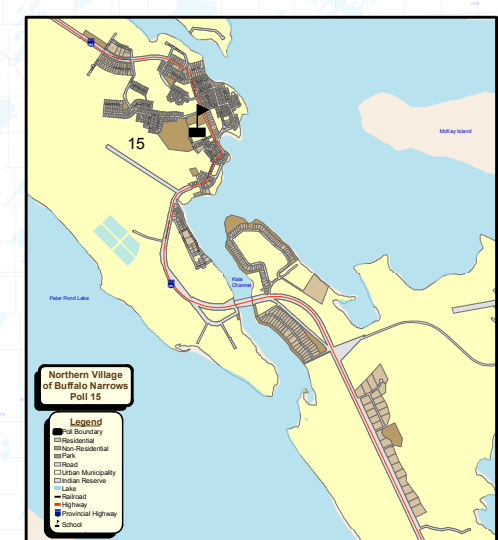 15
McKay Island
Kisis
Channel
Peter Pond Lake
Northern Village
of Buffalo Narrows
Poll 15
Legend
Poll Boundary
Residential
Non-Residential
Park
Road
Urban Municipality
Indian Reserve
Lake
Railroad
Highway
Provincial Highway
School